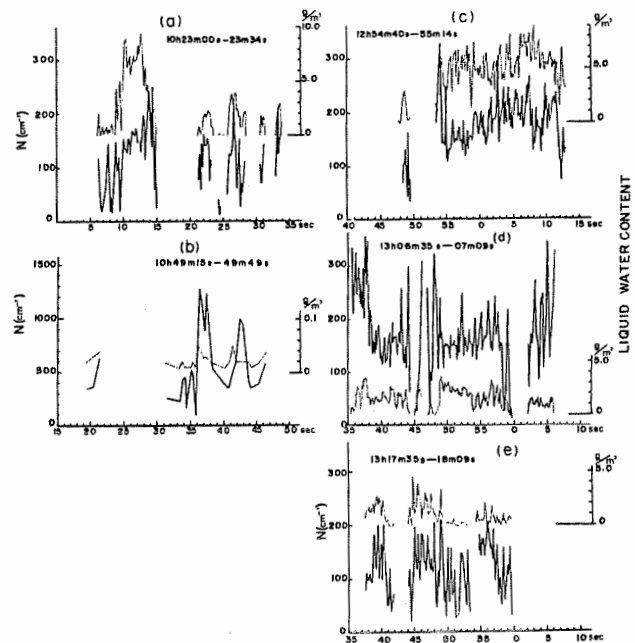 (a)
10h23m00s-23m34s
g/m³
10.0
5.0
0
N(cm⁻³)
300
200
100
0
5 10 15 20 25 30 35 sec
(b)
10h49m15s-49m49s
g/m³
0.1
0
N(cm⁻³)
1500
1000
500
0
15 20 25 30 35 40 45 50 sec
(c)
12h54m40s-55m14s
g/m³
5.0
0
300
200
100
0
40 45 50 55 0 5 10 15 sec
(d)
13h06m35s-07m09s
g/m³
5.0
0
300
200
100
0
35 40 45 50 55 0 5 10 sec
(e)
13h17m35s-18m09s
g/m³
5.0
0
N(cm⁻³)
300
200
100
0
35 40 45 50 55 0 5 10 sec
LIQUID WATER CONTENT